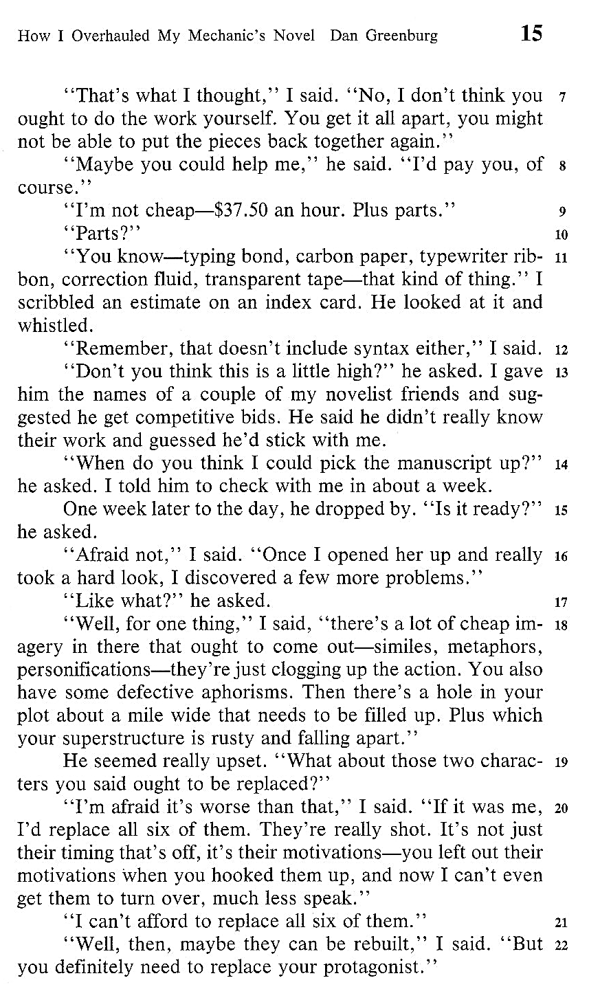 How I Overhauled My Mechanic's Novel Dan Greenburg 15
"That's what I thought," I said. "No, I don't think you 7
ought to do the work yourself. You get it all apart, you might
not be able to put the pieces back together again."
"Maybe you could help me," he said. "I'd pay you, of 8
course."
"I'm not cheap—$37.50 an hour. Plus parts." 9
"Parts?" 10
"You know—typing bond, carbon paper, typewriter rib- 11
bon, correction fluid, transparent tape—that kind of thing." I
scribbled an estimate on an index card. He looked at it and
whistled.
"Remember, that doesn't include syntax either," I said. 12
"Don't you think this is a little high?" he asked. I gave 13
him the names of a couple of my novelist friends and sug-
gested he get competitive bids. He said he didn't really know
their work and guessed he'd stick with me.
"When do you think I could pick the manuscript up?" 14
he asked. I told him to check with me in about a week.
One week later to the day, he dropped by. "Is it ready?" 15
he asked.
"Afraid not," I said. "Once I opened her up and really 16
took a hard look, I discovered a few more problems."
"Like what?" he asked. 17
"Well, for one thing," I said, "there's a lot of cheap im- 18
agery in there that ought to come out—similes, metaphors,
personifications—they're just clogging up the action. You also
have some defective aphorisms. Then there's a hole in your
plot about a mile wide that needs to be filled up. Plus which
your superstructure is rusty and falling apart."
He seemed really upset. "What about those two charac- 19
ters you said ought to be replaced?"
"I'm afraid it's worse than that," I said. "If it was me, 20
I'd replace all six of them. They're really shot. It's not just
their timing that's off, it's their motivations—you left out their
motivations when you hooked them up, and now I can't even
get them to turn over, much less speak."
"I can't afford to replace all six of them." 21
"Well, then, maybe they can be rebuilt," I said. "But 22
you definitely need to replace your protagonist."